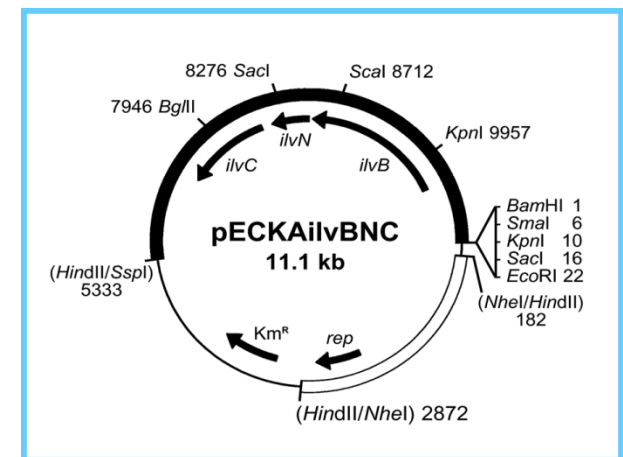 8276 SacI
ScaI 8712
7946 BglII
KpnI 9957
ilvN
ilvC
ilvB
BamHI 1
SmaI 6
KpnI 10
SacI 16
EcoRI 22
pECKAilvBNC
11.1 kb
(HindII/SspI)
5333
(NheI/HindII)
182
Kmᴿ
rep
(HindII/NheI) 2872